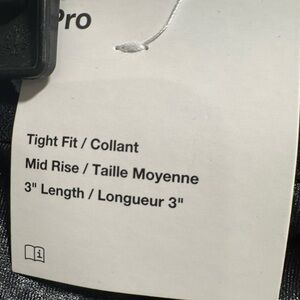 Pro
Tight Fit / Collant
Mid Rise / Taille Moyenne
3" Length / Longueur 3"